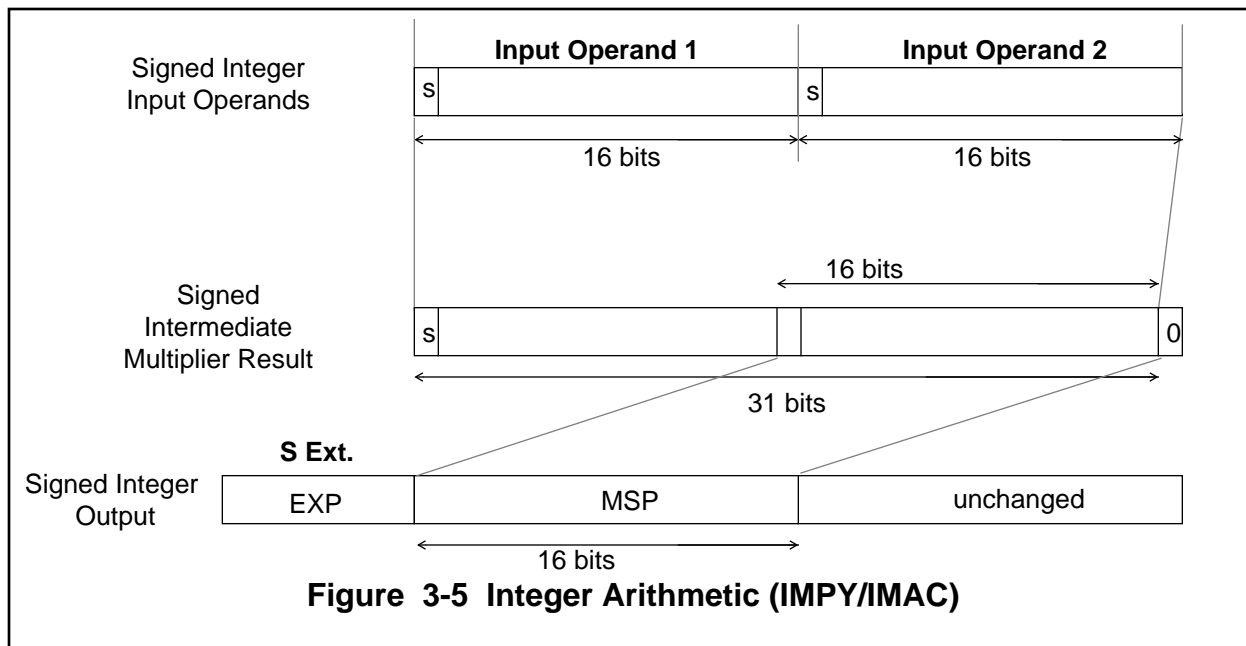 Input Operand 1
Input Operand 2
Signed Integer
Input Operands
s
s
16 bits
16 bits
16 bits
Signed
Intermediate
Multiplier Result
s
0
31 bits
S Ext.
Signed Integer
Output
EXP
MSP
unchanged
16 bits
Figure 3-5 Integer Arithmetic (IMPY/IMAC)